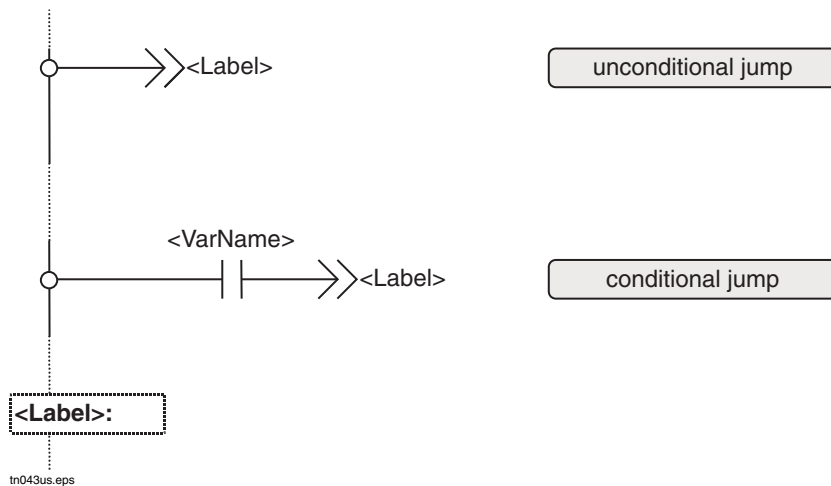 <Label>
unconditional jump
<VarName>
<Label>
conditional jump
<Label>:
tn043us.eps